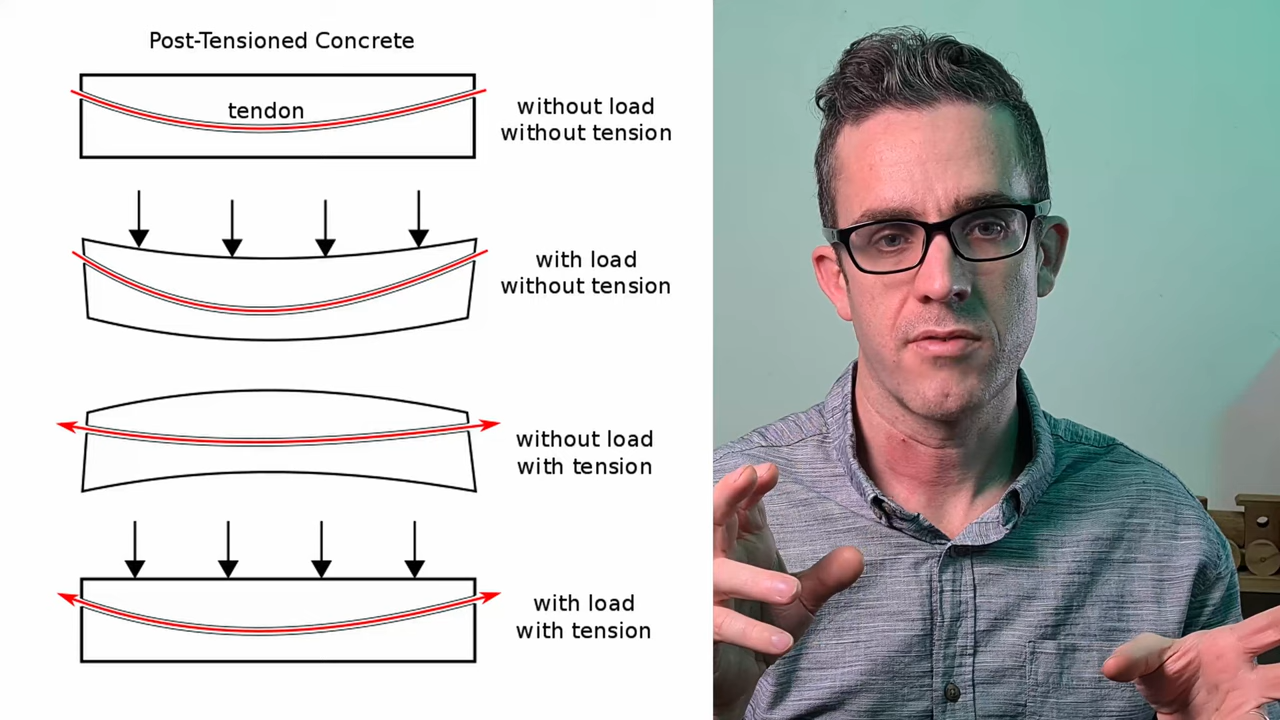 Post-Tensioned Concrete
tendon
without load
without tension
with load
without tension
without load
with tension
with load
with tension